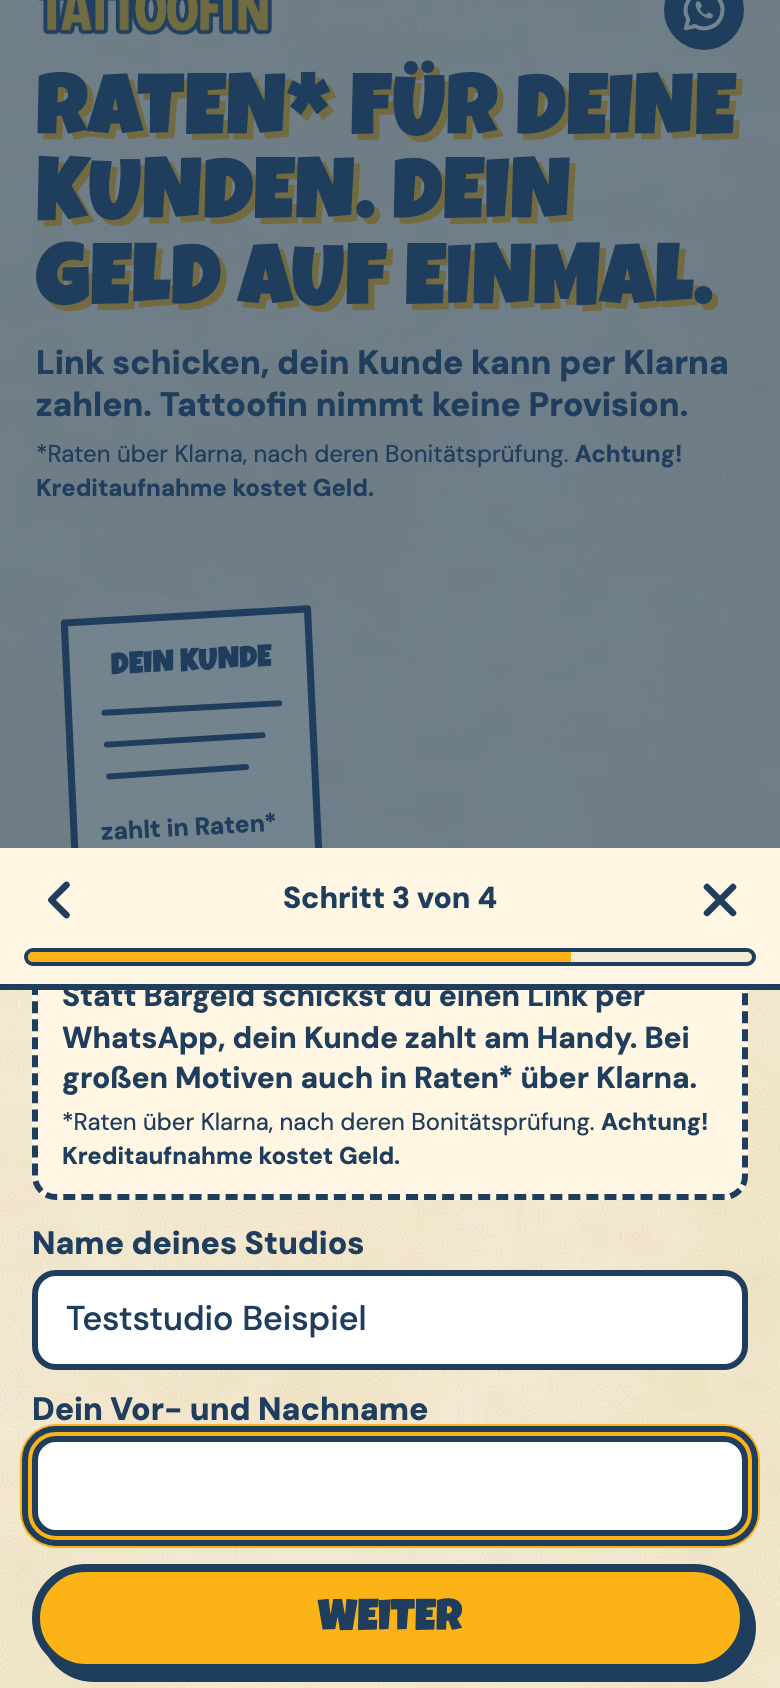 TATTOOFIN
RATEN* FÜR DEINE
KUNDEN. DEIN
GELD AUF EINMAL.
Link schicken, dein Kunde kann per Klarna
zahlen. Tattoofin nimmt keine Provision.
*Raten über Klarna, nach deren Bonitätsprüfung. Achtung!
Kreditaufnahme kostet Geld.
DEIN KUNDE
zahlt in Raten*
Schritt 3 von 4
Statt Bargeld schickst du einen Link per
WhatsApp, dein Kunde zahlt am Handy. Bei
großen Motiven auch in Raten* über Klarna.
*Raten über Klarna, nach deren Bonitätsprüfung. Achtung!
Kreditaufnahme kostet Geld.
Name deines Studios
Teststudio Beispiel
Dein Vor- und Nachname
WEITER